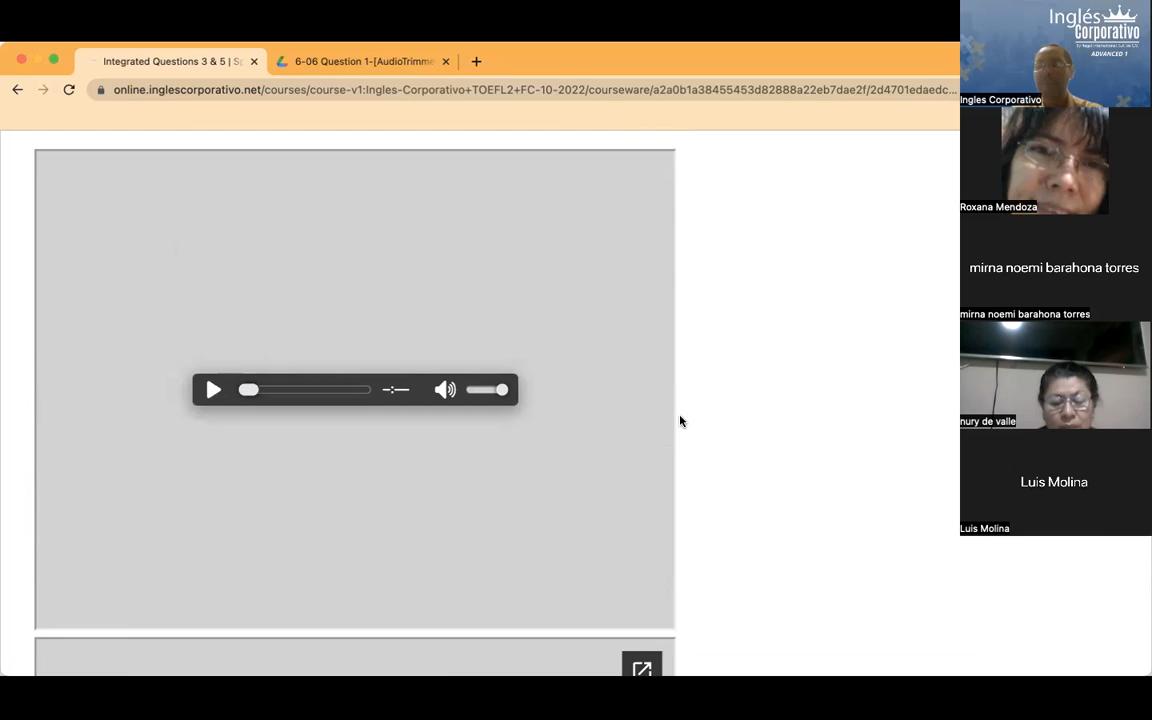 Integrated Questions 3 & 5 | Sp
6-06 Question 1-[AudioTrimme
online.inglescorporativo.net/courses/course-v1:Ingles-Corporativo+TOEFL2+FC-10-2022/courseware/a2a0b1a38455453d82888a22eb7dae2f/2d4701edaedc...
-:--
Inglés
Corporativo
ADVANCED 1
Ingles Corporativo
Roxana Mendoza
mirna noemi barahona torres
mirna noemi barahona torres
nury de valle
Luis Molina
Luis Molina